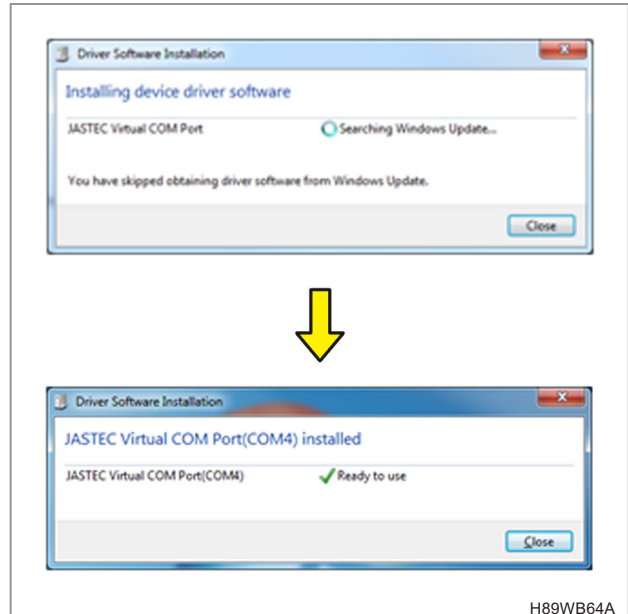 Driver Software Installation
Installing device driver software
JASTEC Virtual COM Port Searching Windows Update...
You have skipped obtaining driver software from Windows Update.
Close
Driver Software Installation
JASTEC Virtual COM Port(COM4) installed
JASTEC Virtual COM Port(COM4) Ready to use
Close
H89WB64A